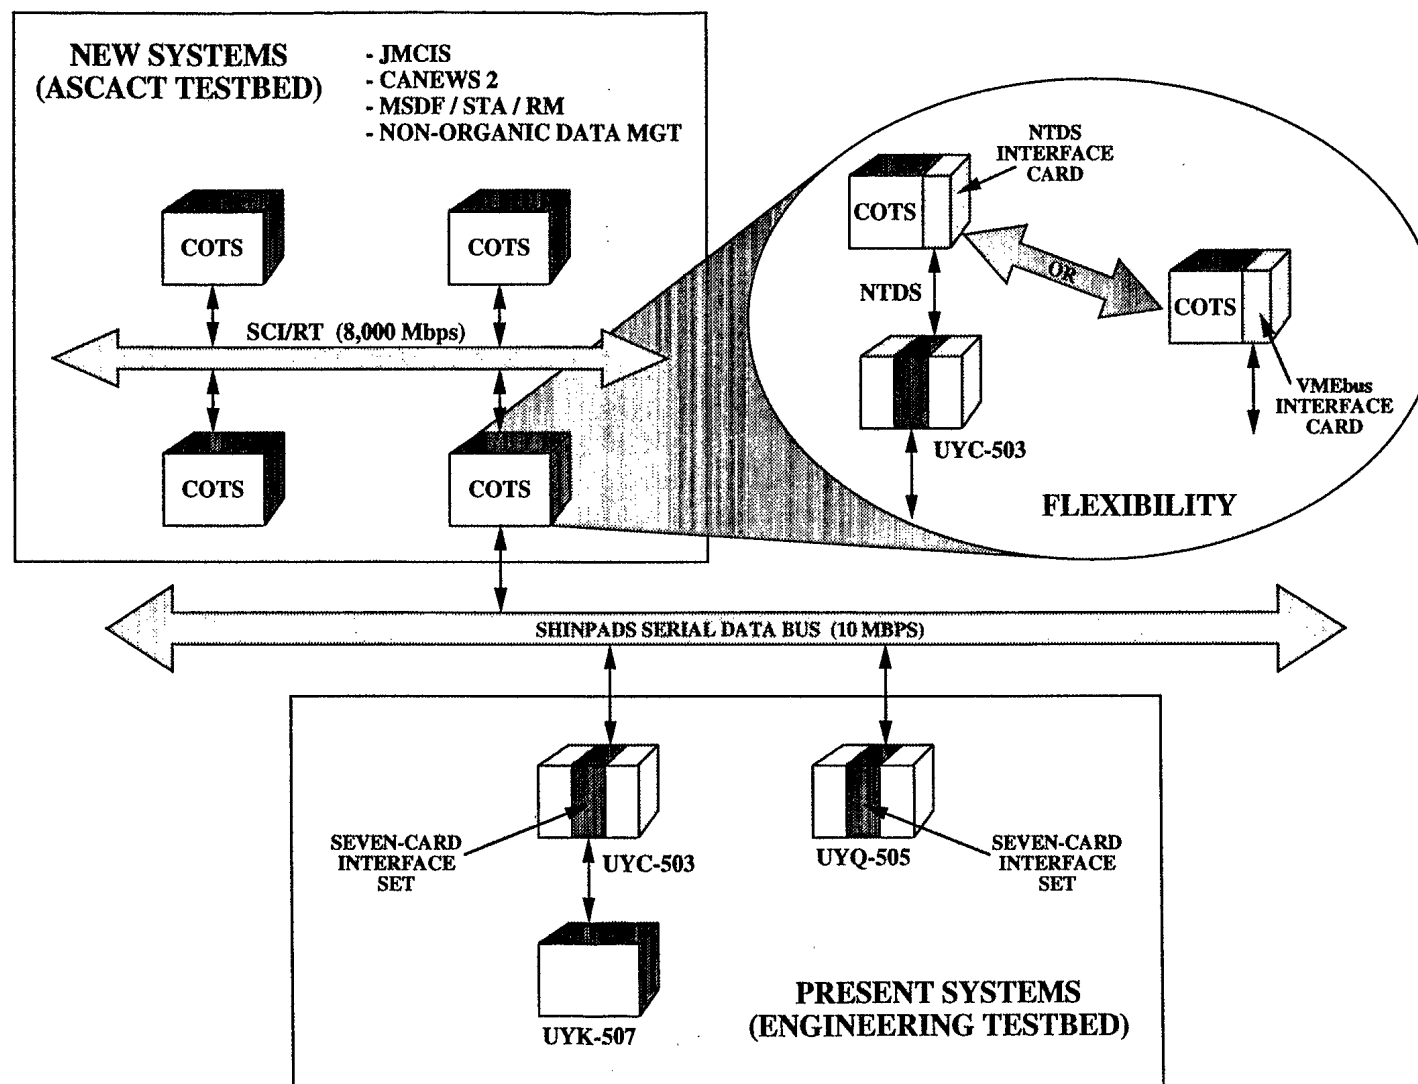 NEW SYSTEMS
(ASCACT TESTBED)
- JMCIS
- CANEWS 2
- MSDF / STA / RM
- NON-ORGANIC DATA MGT
COTS
COTS
SCI/RT (8,000 Mbps)
COTS
COTS
NTDS
INTERFACE
CARD
COTS
OR
NTDS
COTS
UYC-503
VMEbus
INTERFACE
CARD
FLEXIBILITY
SHINPADS SERIAL DATA BUS (10 MBPS)
SEVEN-CARD
INTERFACE
SET
UYC-503
UYQ-505
SEVEN-CARD
INTERFACE
SET
UYK-507
PRESENT SYSTEMS
(ENGINEERING TESTBED)